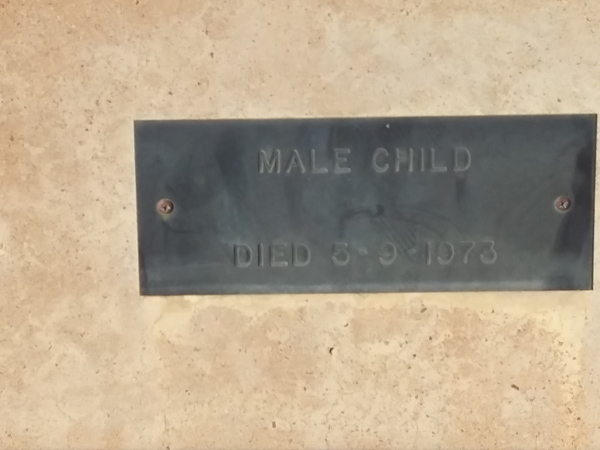 MALE CHILD
DIED 5-9-1973